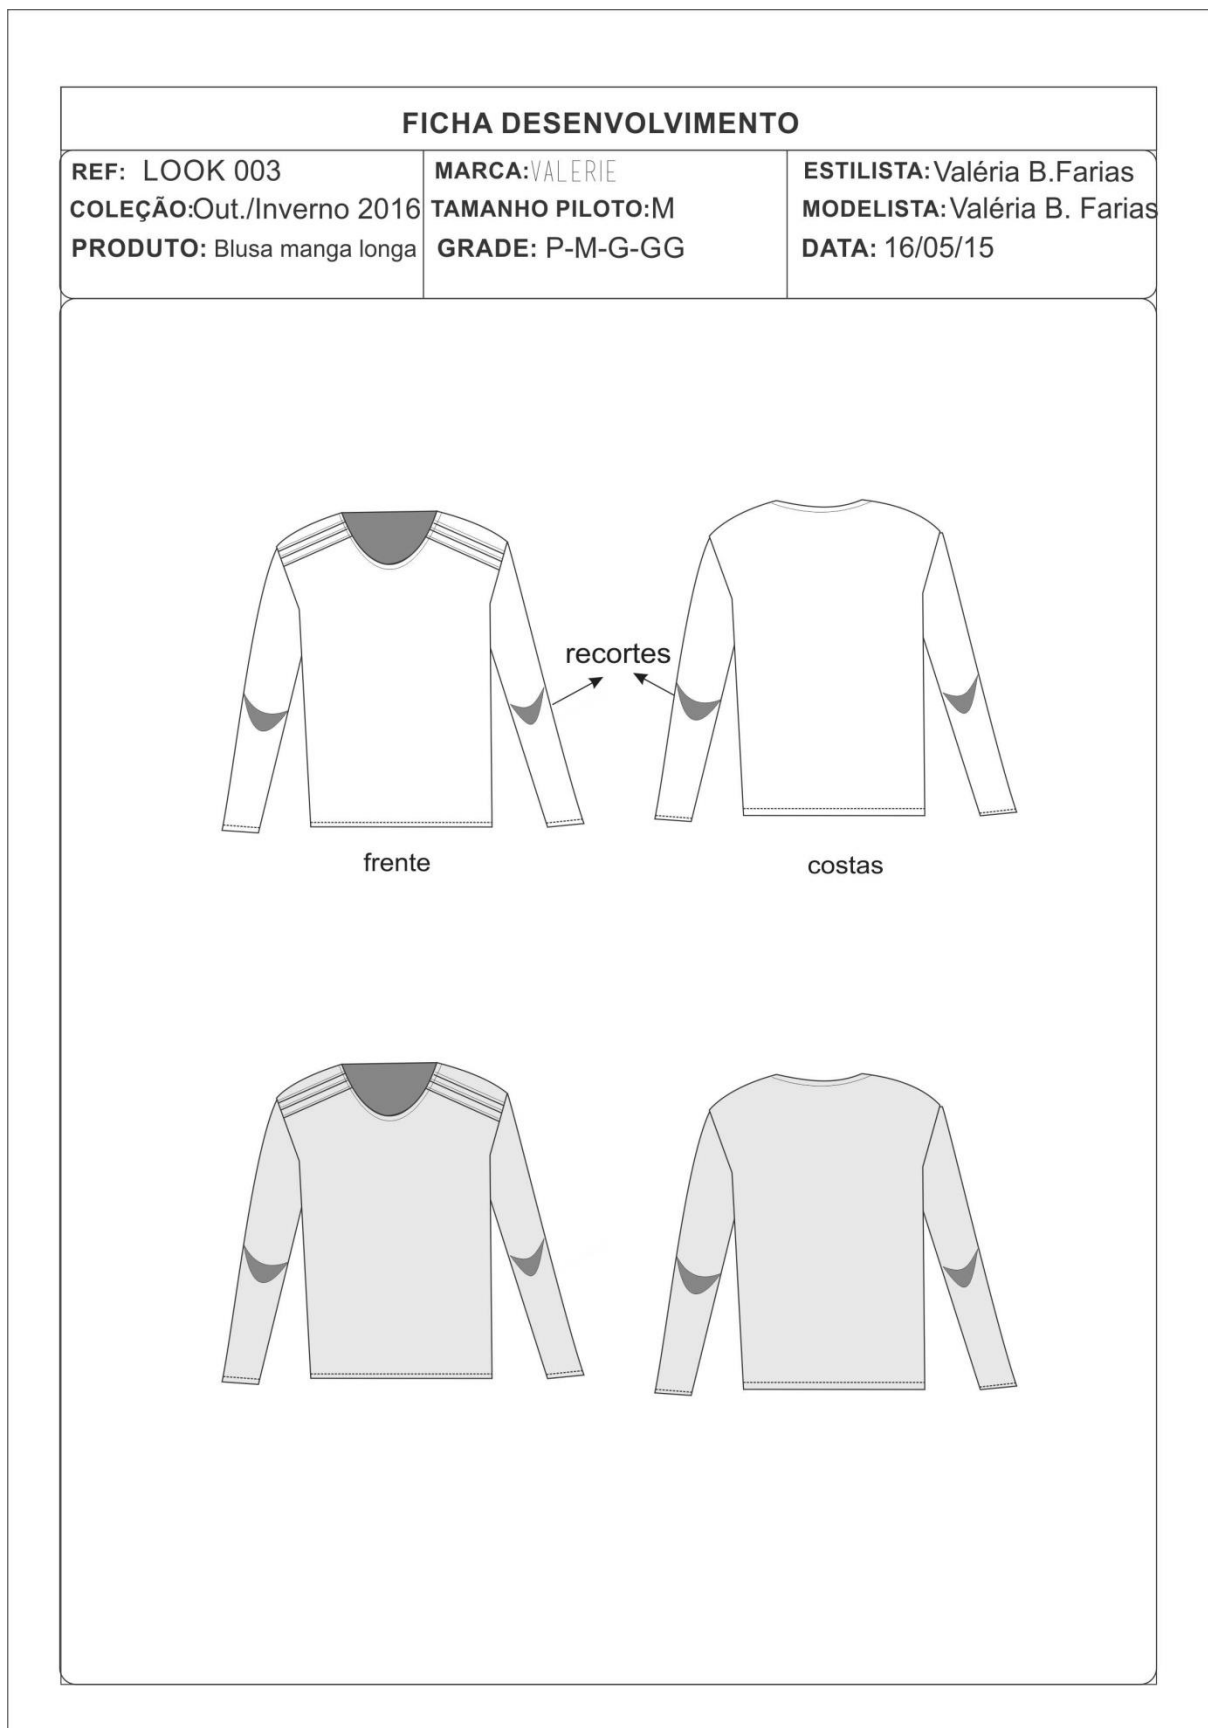 FICHA DESENVOLVIMENTO
REF: LOOK 003
COLEÇÃO:Out./Inverno 2016
PRODUTO: Blusa manga longa
MARCA:VALERIE
TAMANHO PILOTO:M
GRADE: P-M-G-GG
ESTILISTA:Valéria B.Farias
MODELISTA:Valéria B. Farias
DATA: 16/05/15
recortes
frente
costas